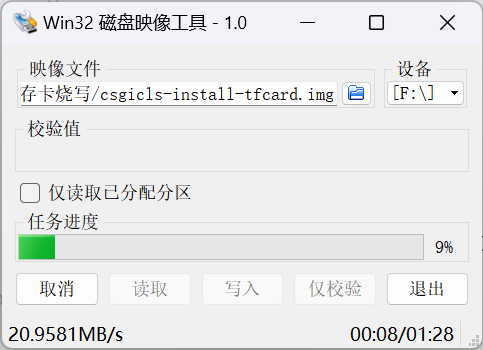 Win32 磁盘映像工具 - 1.0
映像文件
设备
存卡烧写/csgicls-install-tfcard.img
[F:\]
校验值
仅读取已分配分区
任务进度
9%
取消
读取
写入
仅校验
退出
20.9581MB/s
00:08/01:28